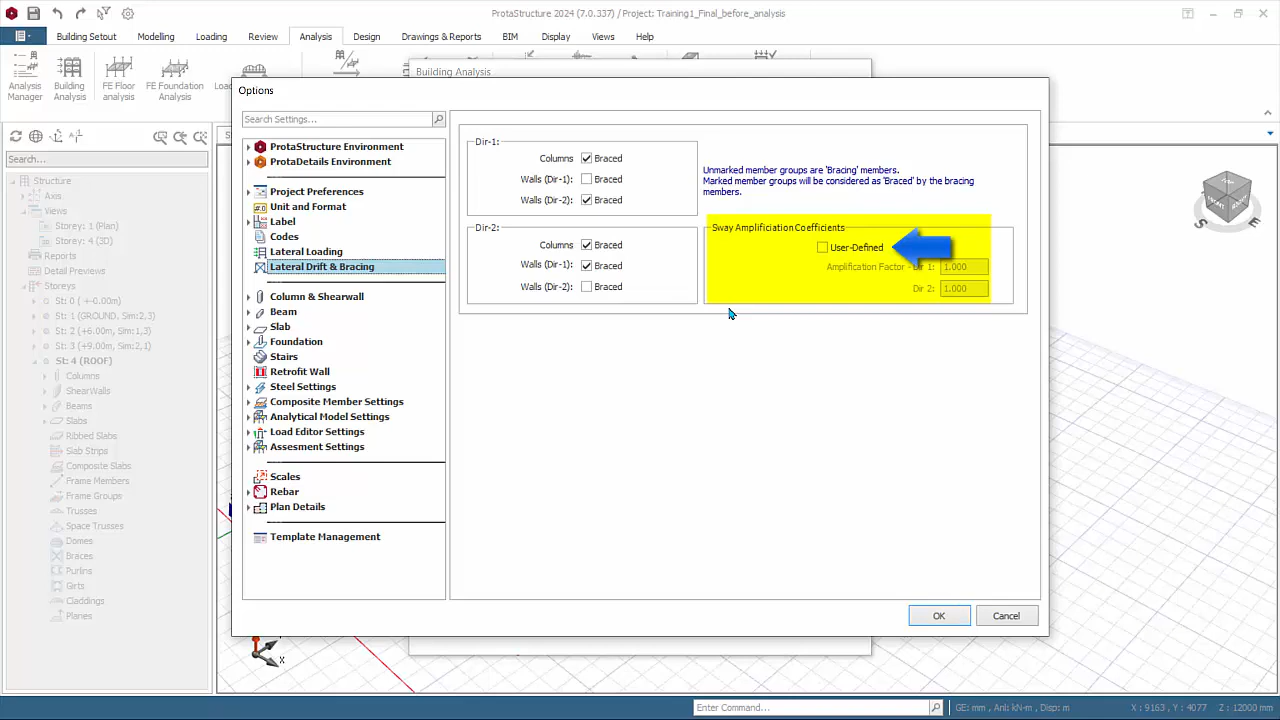 ProtaStructure 2024 (7.0.337) / Project: Training1_Final_before_analysis
Building Setout
Modelling
Loading
Review
Analysis
Design
Drawings & Reports
BIM
Display
Views
Help
Analysis
Manager
Building
Analysis
FE Floor
analysis
FE Foundation
Analysis
Building Analysis
Options
Search...
Structure
Axis
Views
Storey: 1 (Plan)
Storey: 4 (3D)
Reports
Detail Previews
Storeys
St: 0 ( +-0.00m)
St: 1 (GROUND, Sim:2,3)
St: 2 (+6.00m, Sim:1,3)
St: 3 (+9.00m, Sim:2,1)
St: 4 (ROOF)
Columns
ShearWalls
Beams
Slabs
Ribbed Slabs
Slab Strips
Composite Slabs
Frame Members
Frame Groups
Trusses
Space Trusses
Domes
Braces
Purlins
Girts
Claddings
Planes
Search Settings...
ProtaStructure Environment
ProtaDetails Environment
Project Preferences
Unit and Format
Label
Codes
Lateral Loading
Lateral Drift & Bracing
Column & Shearwall
Beam
Slab
Foundation
Stairs
Retrofit Wall
Steel Settings
Composite Member Settings
Analytical Model Settings
Load Editor Settings
Assesment Settings
Scales
Rebar
Plan Details
Template Management
Dir-1:
Columns Braced
Walls (Dir-1): Braced
Walls (Dir-2): Braced
Unmarked member groups are 'Bracing' members.
Marked member groups will be considered as 'Braced' by the bracing
members.
Dir-2:
Columns Braced
Walls (Dir-1): Braced
Walls (Dir-2): Braced
Sway Amplificiation Coefficients
User-Defined
Amplification Factor - Dir 1: 1.000
Dir 2: 1.000
OK
Cancel
S
E
X
Enter Command...
GE: mm , Anl: kN-m , Disp: m
X : 9163, Y : 4077
Z : 12000 mm